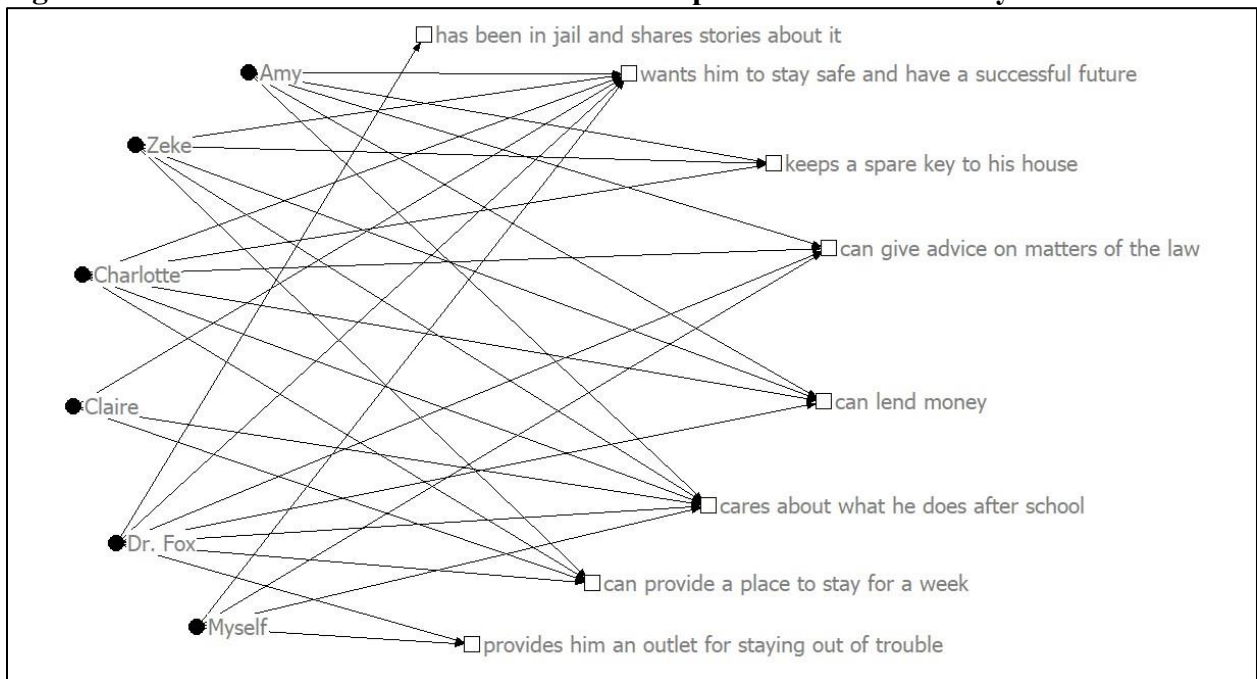 has been in jail and shares stories about it
Amy
wants him to stay safe and have a successful future
Zeke
keeps a spare key to his house
can give advice on matters of the law
Charlotte
can lend money
Claire
cares about what he does after school
Dr. Fox
can provide a place to stay for a week
Myself
provides him an outlet for staying out of trouble